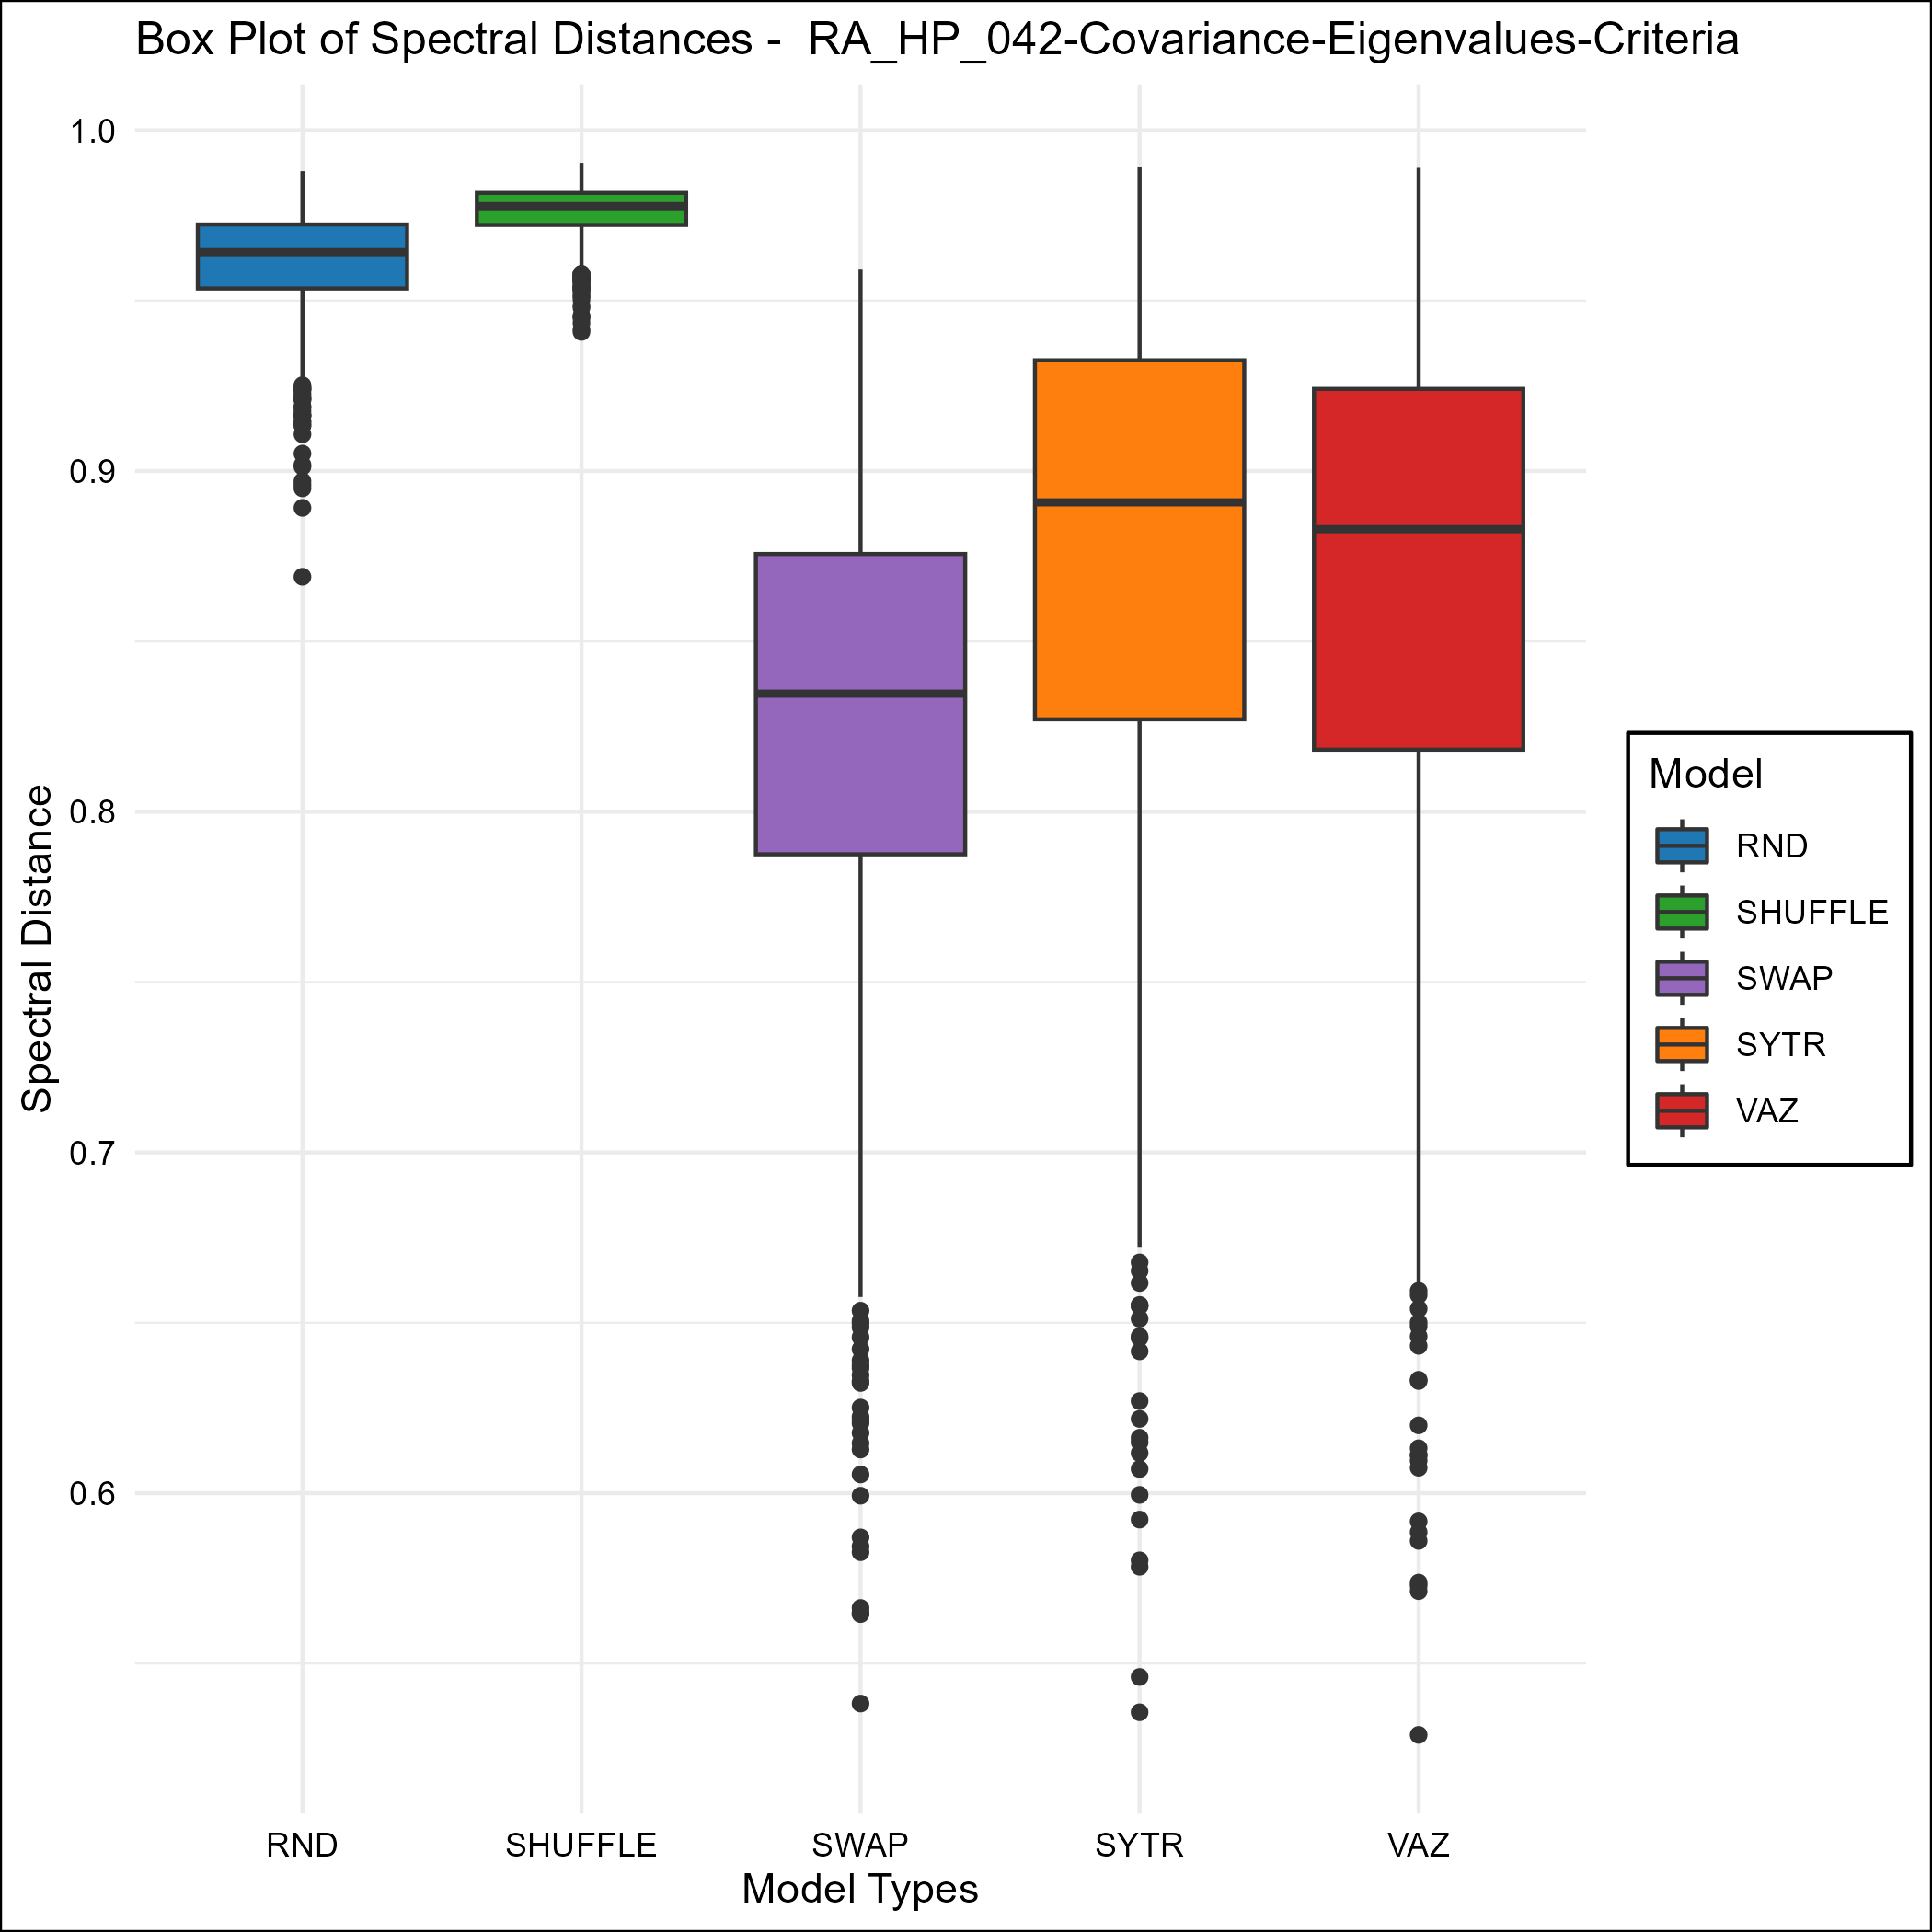 Box Plot of Spectral Distances -  RA_HP_042-Covariance-Eigenvalues-Criteria
Spectral Distance
1.0
0.9
0.8
0.7
0.6
RND
SHUFFLE
SWAP
SYTR
VAZ
Model Types
Model
RND
SHUFFLE
SWAP
SYTR
VAZ